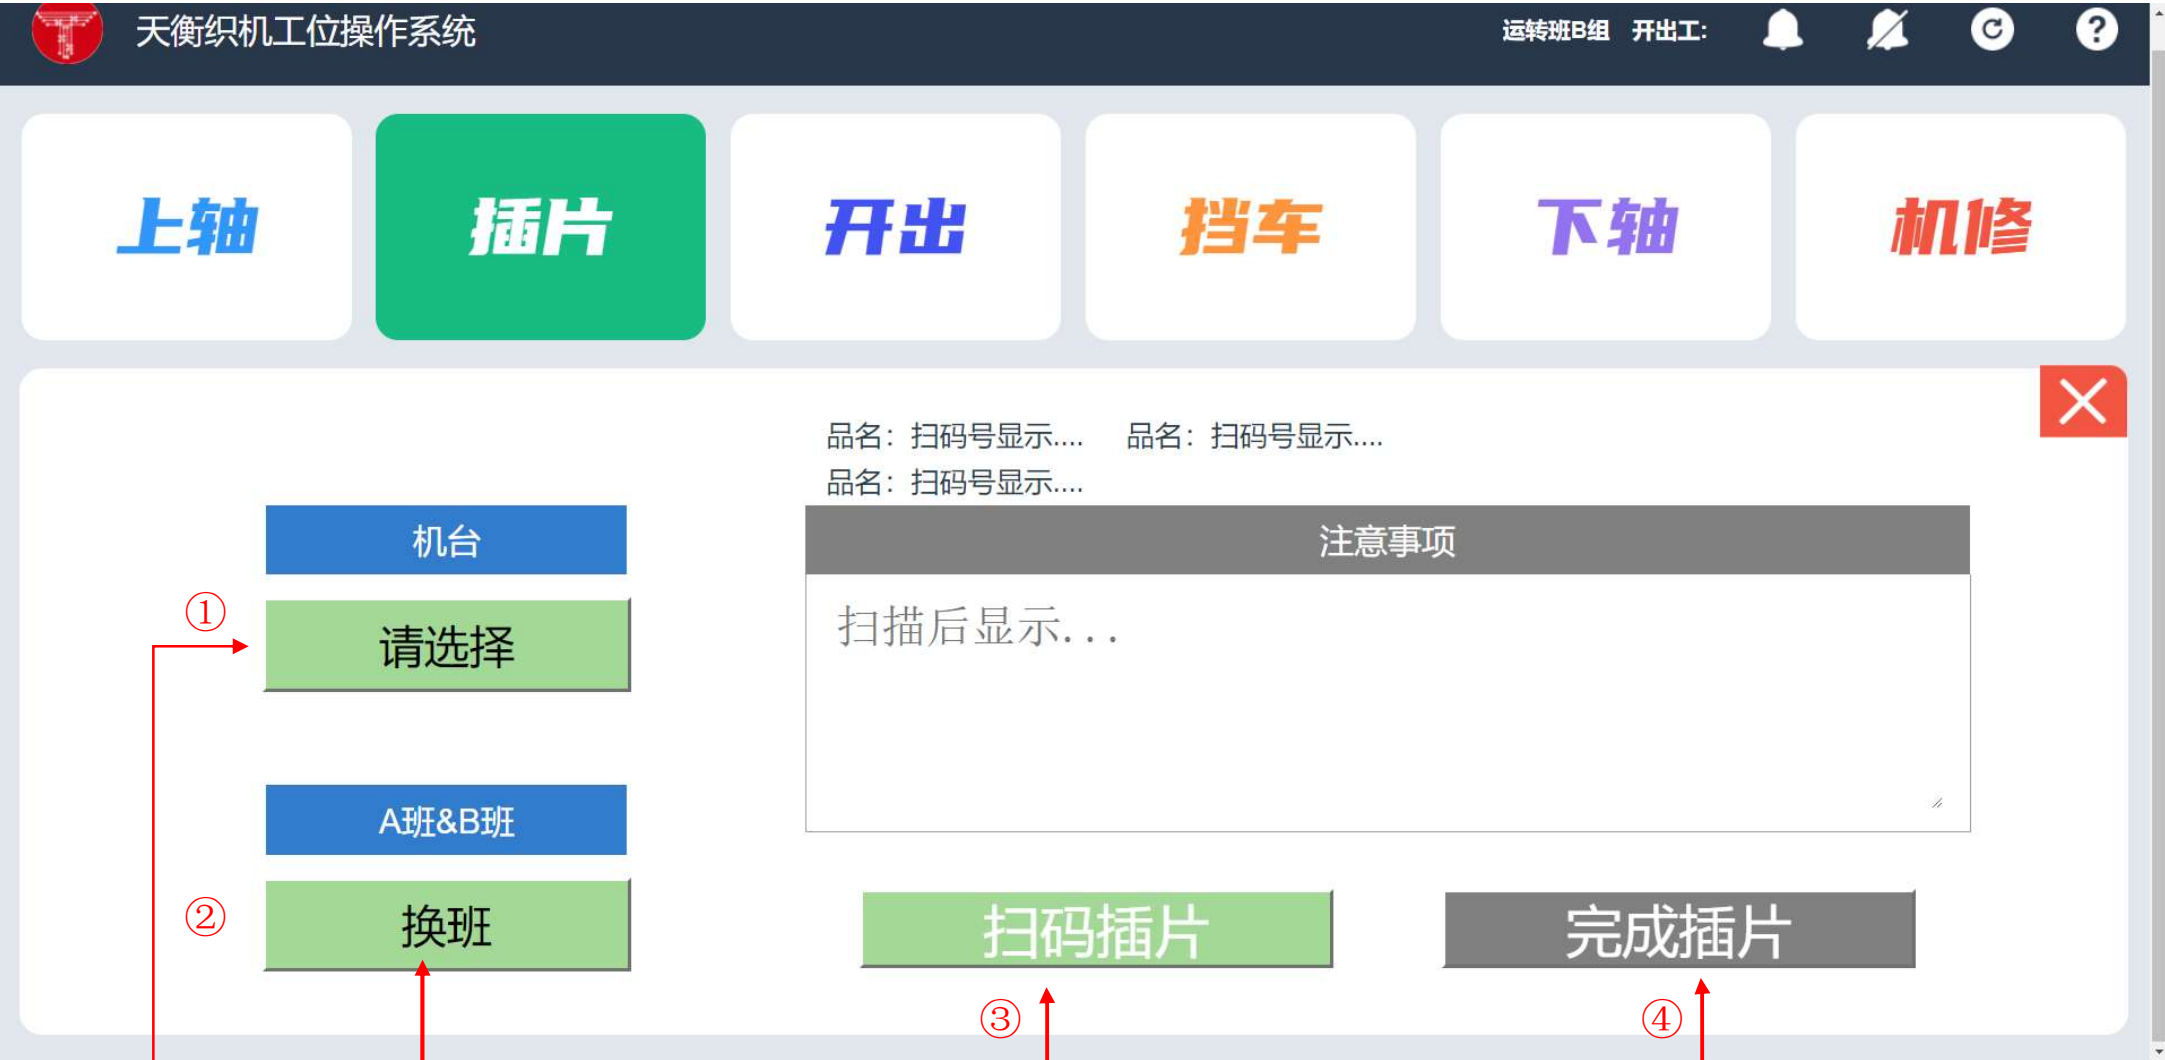 天衡织机工位操作系统
运转班B组 开出工:
上轴
插片
开出
挡车
下轴
机修
品名：扫码号显示.... 品名：扫码号显示....
品名：扫码号显示....
机台
注意事项
①
请选择
扫描后显示...
A班&B班
②
换班
扫码插片
完成插片
③
④